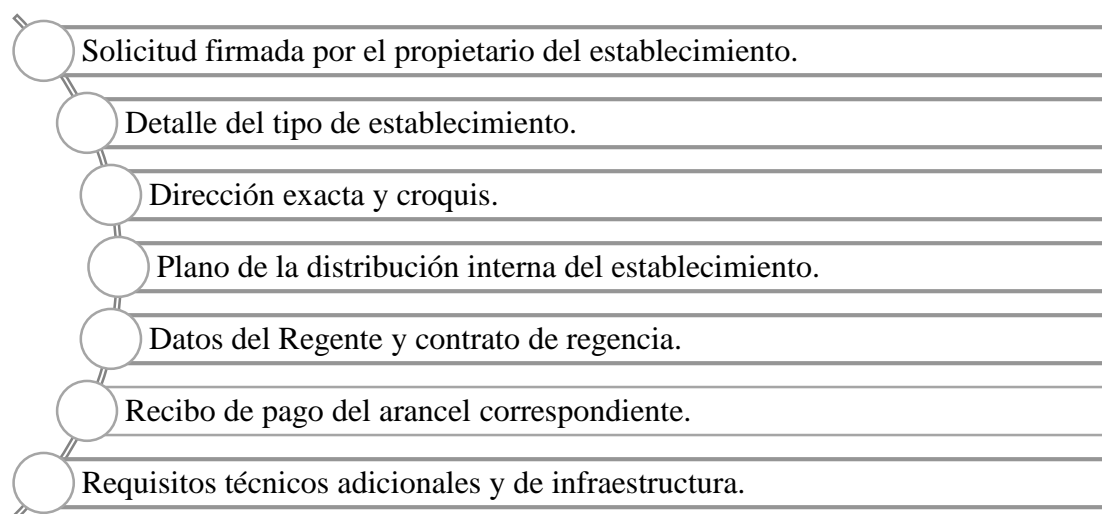 Solicitud firmada por el propietario del establecimiento.
Detalle del tipo de establecimiento.
Dirección exacta y croquis.
Plano de la distribución interna del establecimiento.
Datos del Regente y contrato de regencia.
Recibo de pago del arancel correspondiente.
Requisitos técnicos adicionales y de infraestructura.